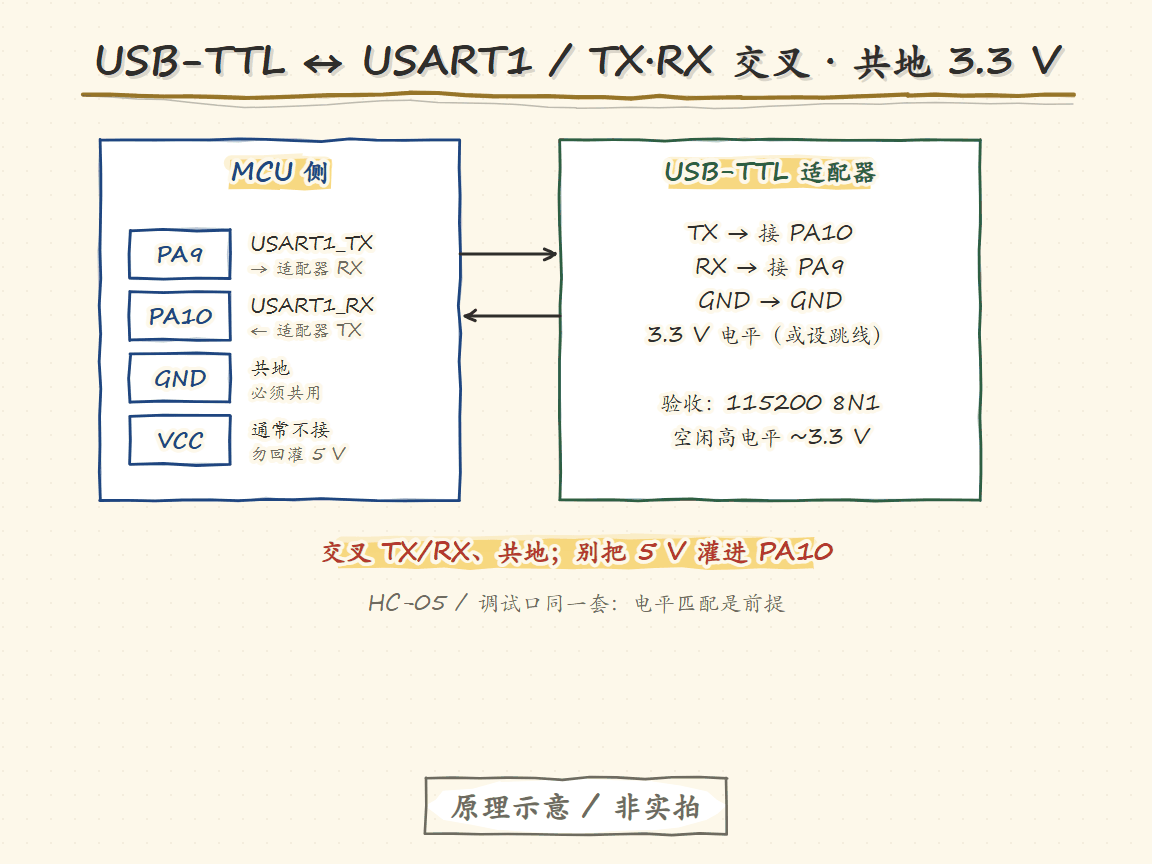 USB-TTL ↔ USART1 / TX·RX 交叉 · 共地 3.3 V
MCU 侧
PA9
USART1_TX
→ 适配器 RX
PA10
USART1_RX
← 适配器 TX
GND
共地
必须共用
VCC
通常不接
勿回灌 5 V
USB-TTL 适配器
TX → 接 PA10
RX → 接 PA9
GND → GND
3.3 V 电平（或设跳线）
验收：115200 8N1
空闲高电平 ~3.3 V
交叉 TX/RX、共地；别把 5 V 灌进 PA10
HC-05 / 调试口同一套：电平匹配是前提
原理示意 / 非实拍